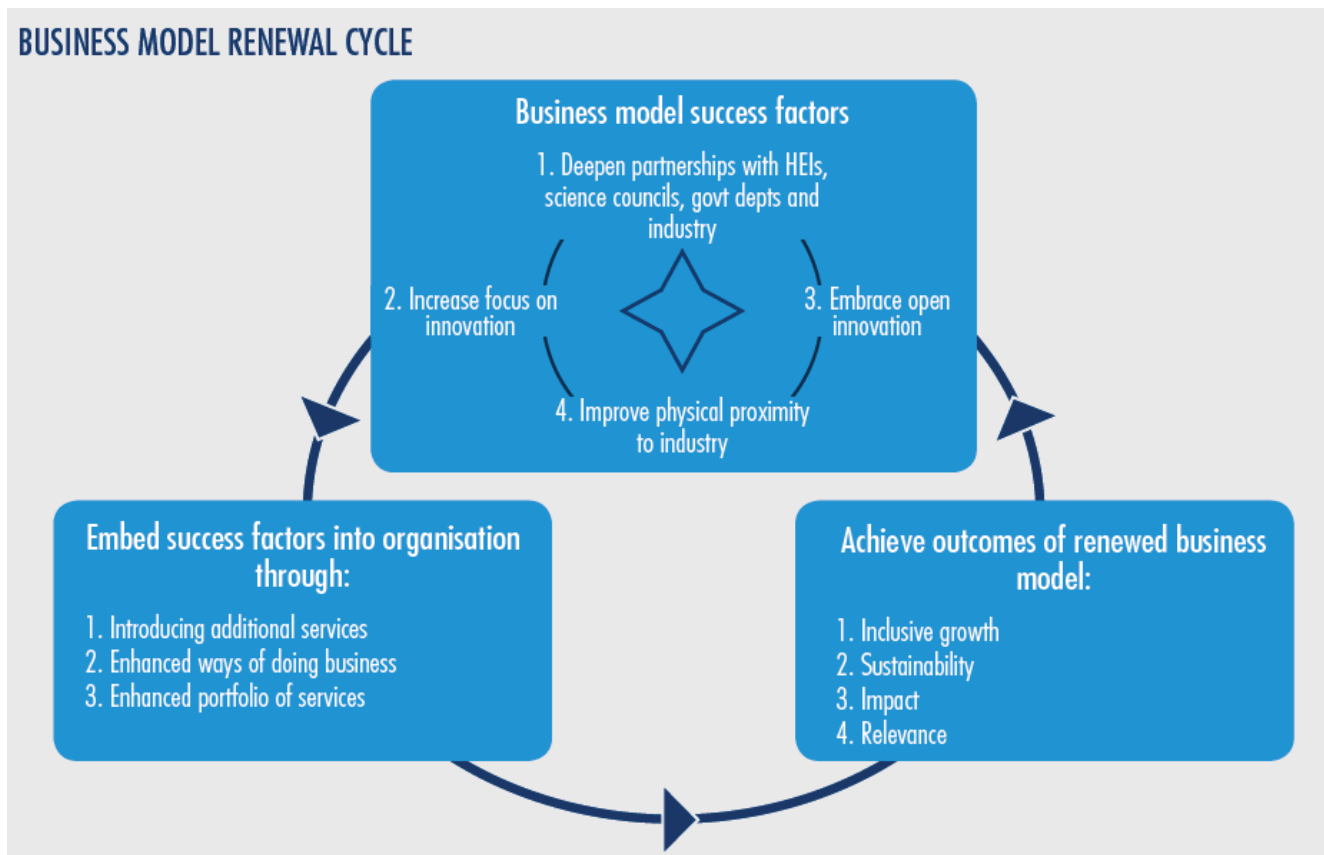 BUSINESS MODEL RENEWAL CYCLE
Business model success factors
1. Deepen partnerships with HEIs,
science councils, govt depts and
industry
2. Increase focus on
innovation
3. Embrace open
innovation
4. Improve physical proximity
to industry
Embed success factors into organisation
through:
1. Introducing additional services
2. Enhanced ways of doing business
3. Enhanced portfolio of services
Achieve outcomes of renewed business
model:
1. Inclusive growth
2. Sustainability
3. Impact
4. Relevance